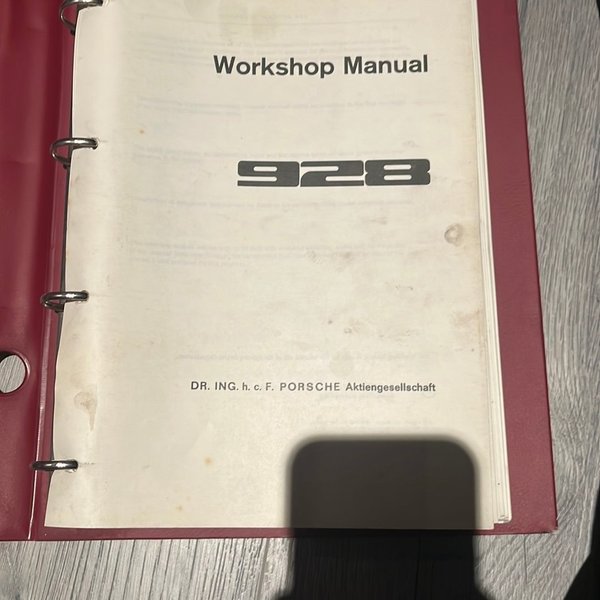 Workshop Manual
928
DR. ING. h. c. F. PORSCHE Aktiengesellschaft